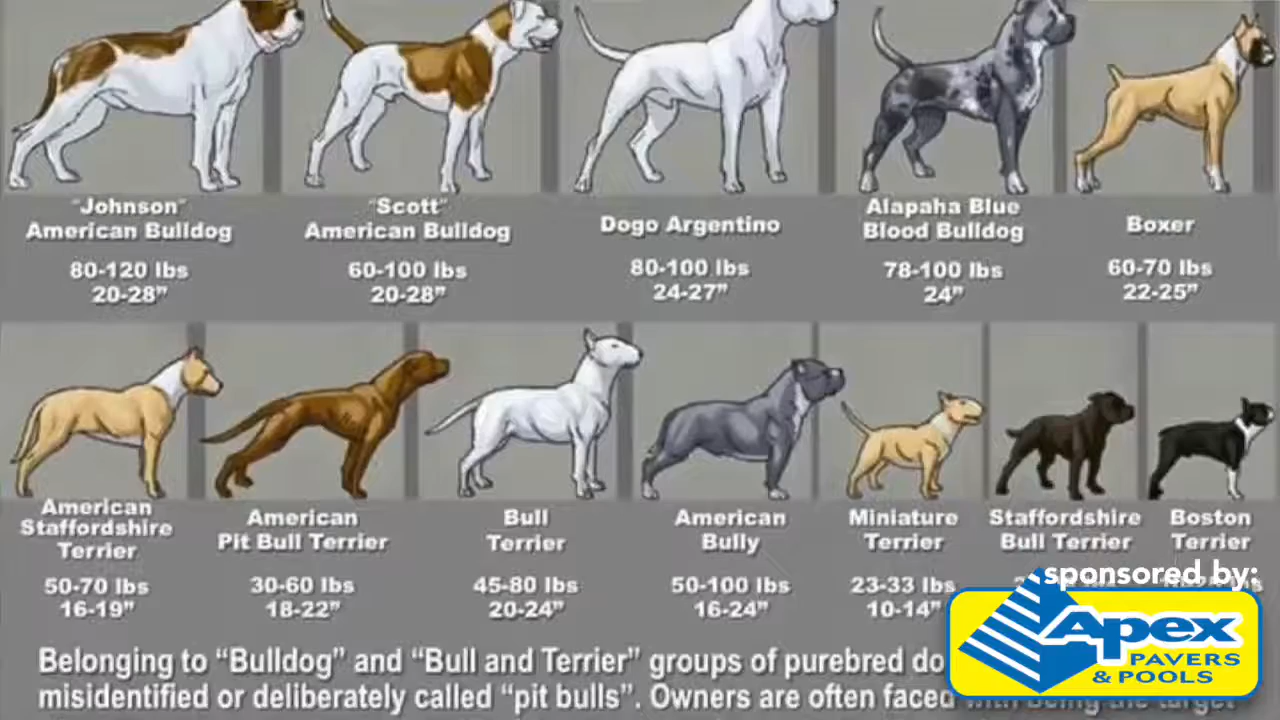 "Johnson"
American Bulldog
80-120 lbs
20-28"
"Scott"
American Bulldog
60-100 lbs
20-28"
Dogo Argentino
80-100 lbs
24-27"
Alapaha Blue
Blood Bulldog
78-100 lbs
24"
Boxer
60-70 lbs
22-25"
American
Staffordshire
Terrier
50-70 lbs
16-19"
American
Pit Bull Terrier
30-60 lbs
18-22"
Bull
Terrier
45-80 lbs
20-24"
American
Bully
50-100 lbs
16-24"
Miniature
Terrier
23-33 lbs
10-14"
Staffordshire
Bull Terrier
Boston
Terrier
sponsored by:
Apex
PAVERS
& POOLS
Belonging to "Bulldog" and "Bull and Terrier" groups of purebred
misidentified or deliberately called "pit bulls". Owners are often faced with being the target